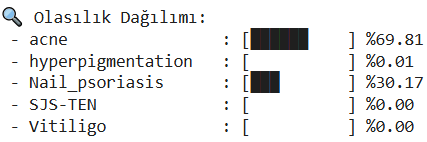 🔍 Olasılık Dağılımı:
- acne : [██████ ] %69.81
- hyperpigmentation : [ ] %0.01
- Nail_psoriasis : [███ ] %30.17
- SJS-TEN : [ ] %0.00
- Vitiligo : [ ] %0.00